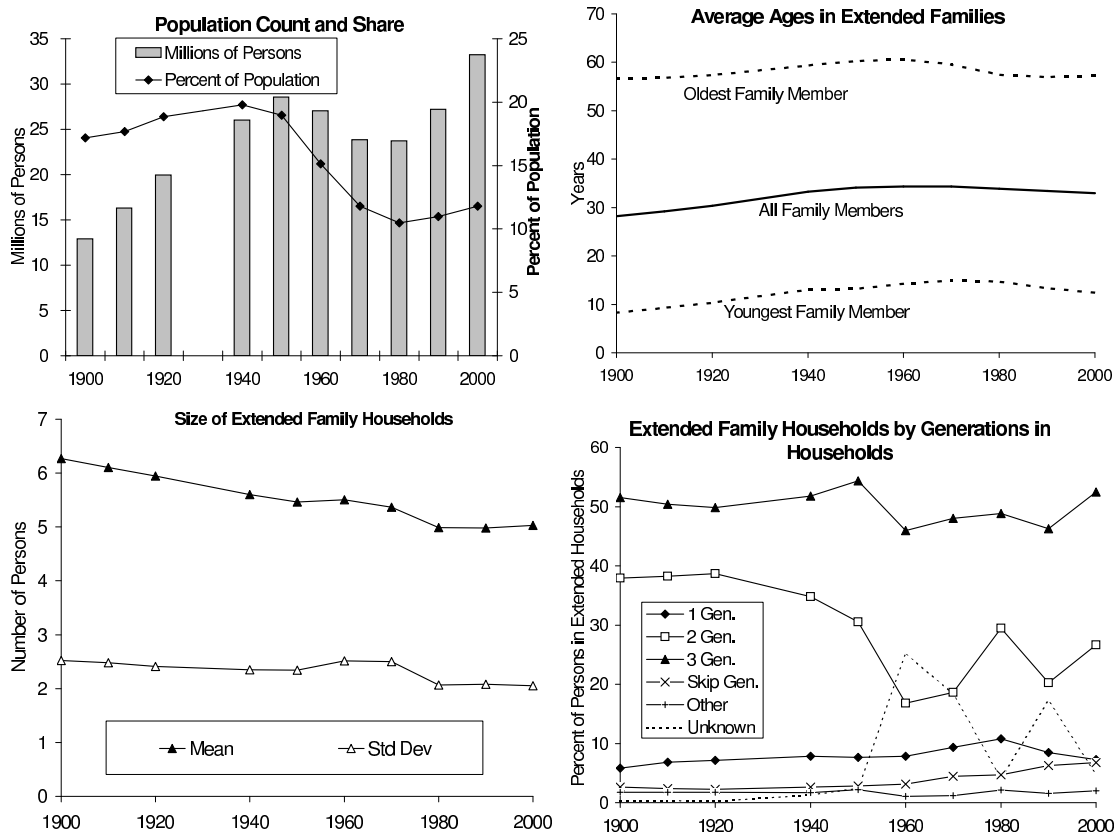 Population Count and Share
35
30
25
20
15
10
5
0
Millions of Persons
Millions of Persons
Percent of Population
25
20
15
10
5
0
Percent of Population
1900 1920 1940 1960 1980 2000
Average Ages in Extended Families
70
60
50
40
30
20
10
0
Years
Oldest Family Member
All Family Members
Youngest Family Member
1900 1920 1940 1960 1980 2000
Size of Extended Family Households
7
6
5
4
3
2
1
0
Number of Persons
Mean Std Dev
1900 1920 1940 1960 1980 2000
Extended Family Households by Generations in
Households
60
50
40
30
20
10
0
Percent of Persons in Extended Households
1 Gen.
2 Gen.
3 Gen.
Skip Gen.
Other
Unknown
1900 1920 1940 1960 1980 2000